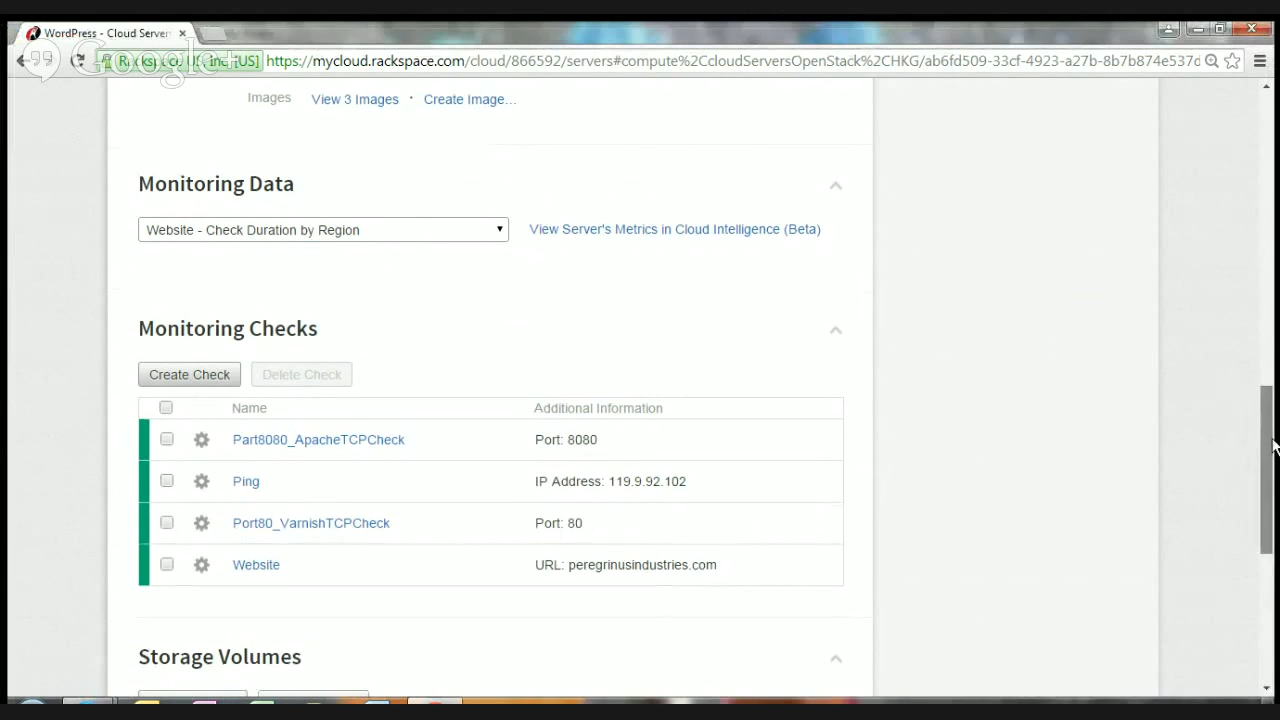 WordPress - Cloud Server
Google+
https://mycloud.rackspace.com/cloud/866592/servers#compute%2CcloudServersOpenStack%2CHKG/ab6fd509-33cf-4923-a27b-8b7b874e537d
Images View 3 Images · Create Image...
Monitoring Data
Website - Check Duration by Region
View Server's Metrics in Cloud Intelligence (Beta)
Monitoring Checks
Create Check Delete Check
Name Additional Information
Part8080_ApacheTCPCheck Port: 8080
Ping IP Address: 119.9.92.102
Port80_VarnishTCPCheck Port: 80
Website URL: peregrinusindustries.com
Storage Volumes